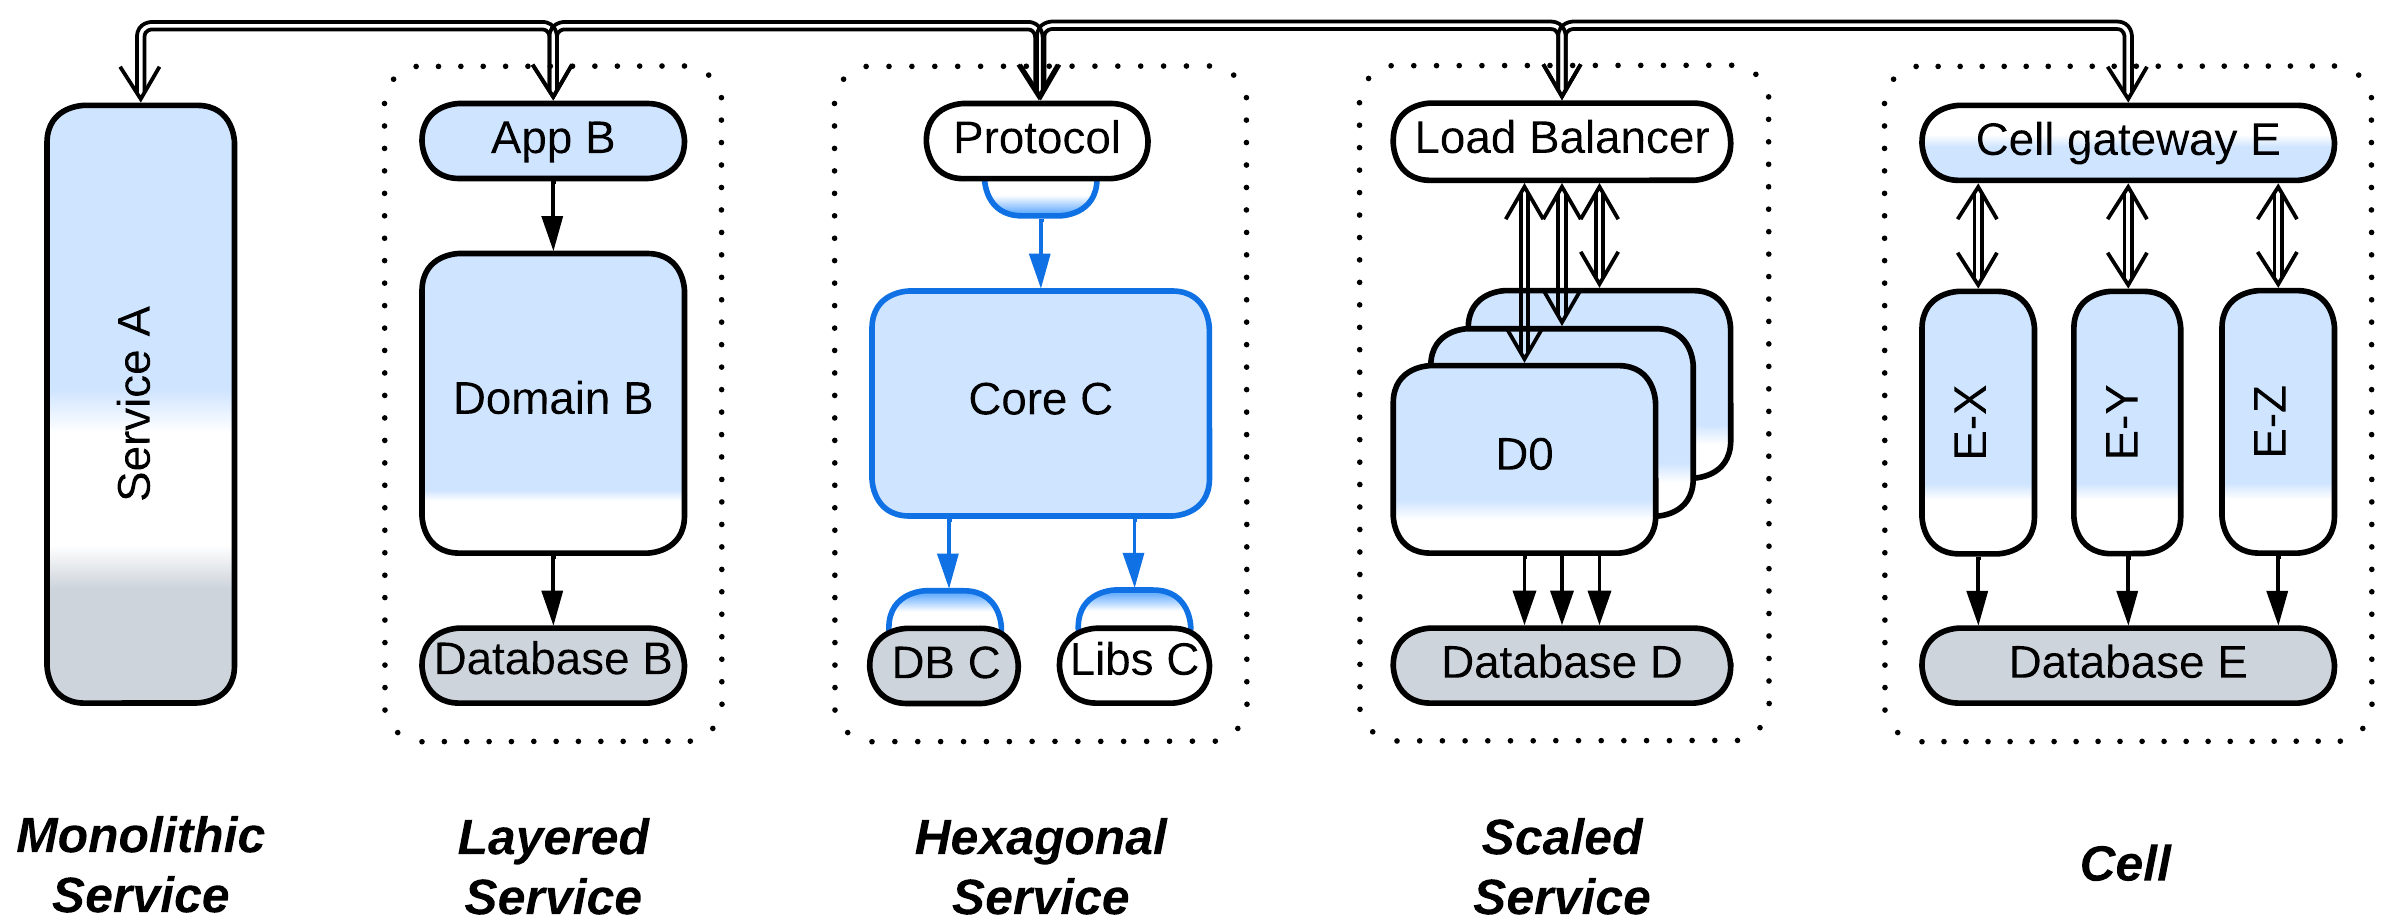 App B
Protocol
Load Balancer
Cell gateway E
Service A
Domain B
Core C
D0
E-X
E-Y
E-Z
Database B
DB C
Libs C
Database D
Database E
Monolithic
Service
Layered
Service
Hexagonal
Service
Scaled
Service
Cell